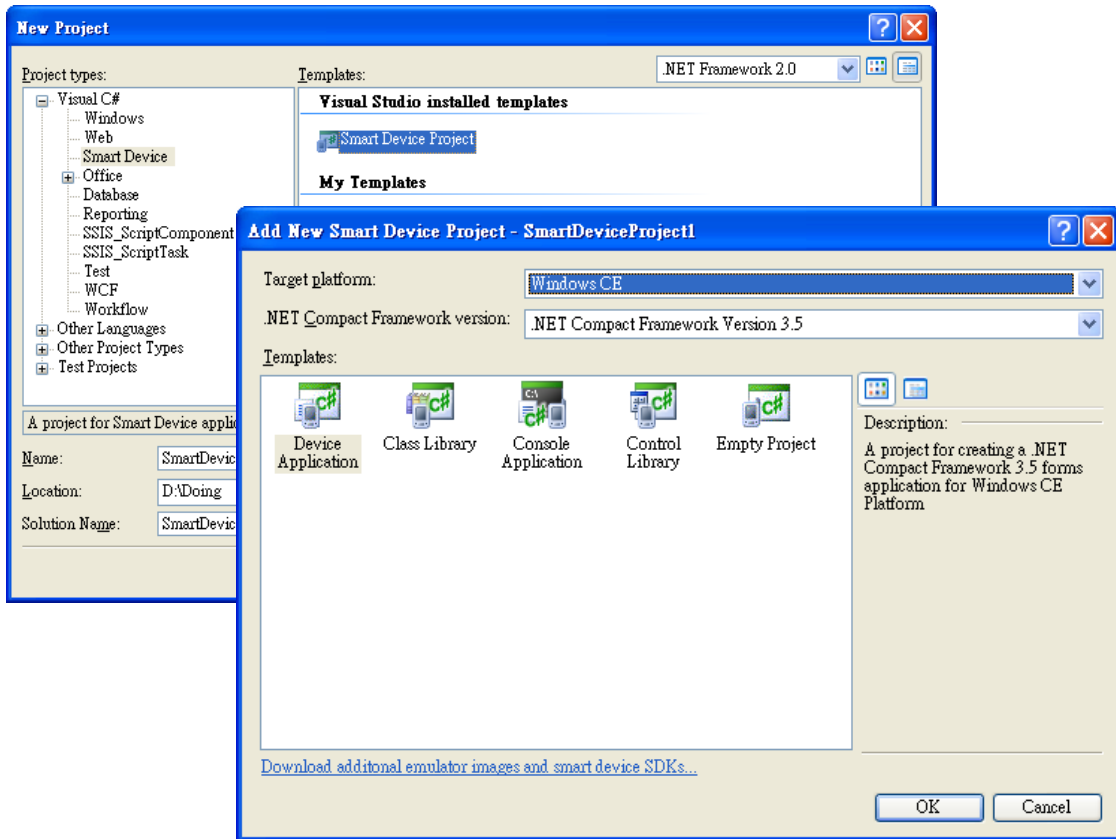 New Project
Project types:
Templates:
.NET Framework 2.0
Visual C#
Windows
Web
Smart Device
Office
Database
Reporting
SSIS_ScriptComponent
SSIS_ScriptTask
Test
WCF
Workflow
Other Languages
Other Project Types
Test Projects
Visual Studio installed templates
Smart Device Project
My Templates
A project for Smart Device applic
Name:
SmartDevic
Location:
D:\Doing
Solution Name:
SmartDevic
Add New Smart Device Project - SmartDeviceProject1
Target platform:
Windows CE
.NET Compact Framework version:
.NET Compact Framework Version 3.5
Templates:
Device
Application
Class Library
Console
Application
Control
Library
Empty Project
Description:
A project for creating a .NET
Compact Framework 3.5 forms
application for Windows CE
Platform
Download additonal emulator images and smart device SDKs...
OK
Cancel